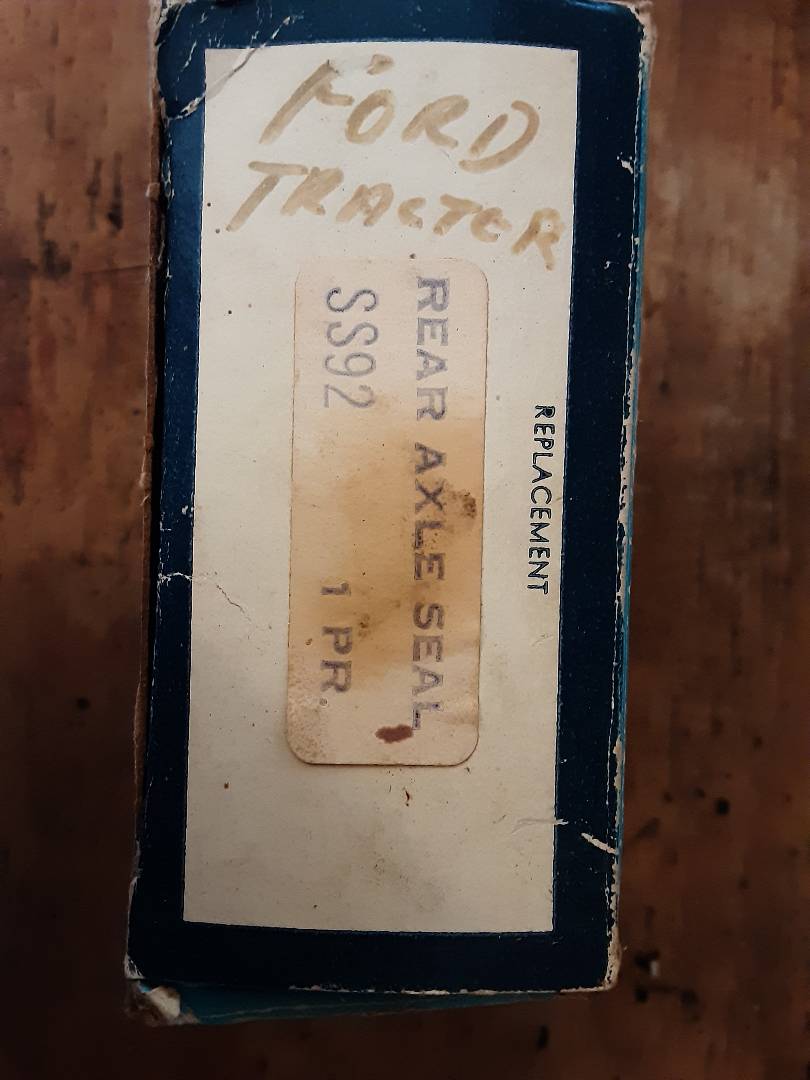 FORD
TRACTOR
REPLACEMENT
REAR AXLE SEAL
SS92 1 PR.